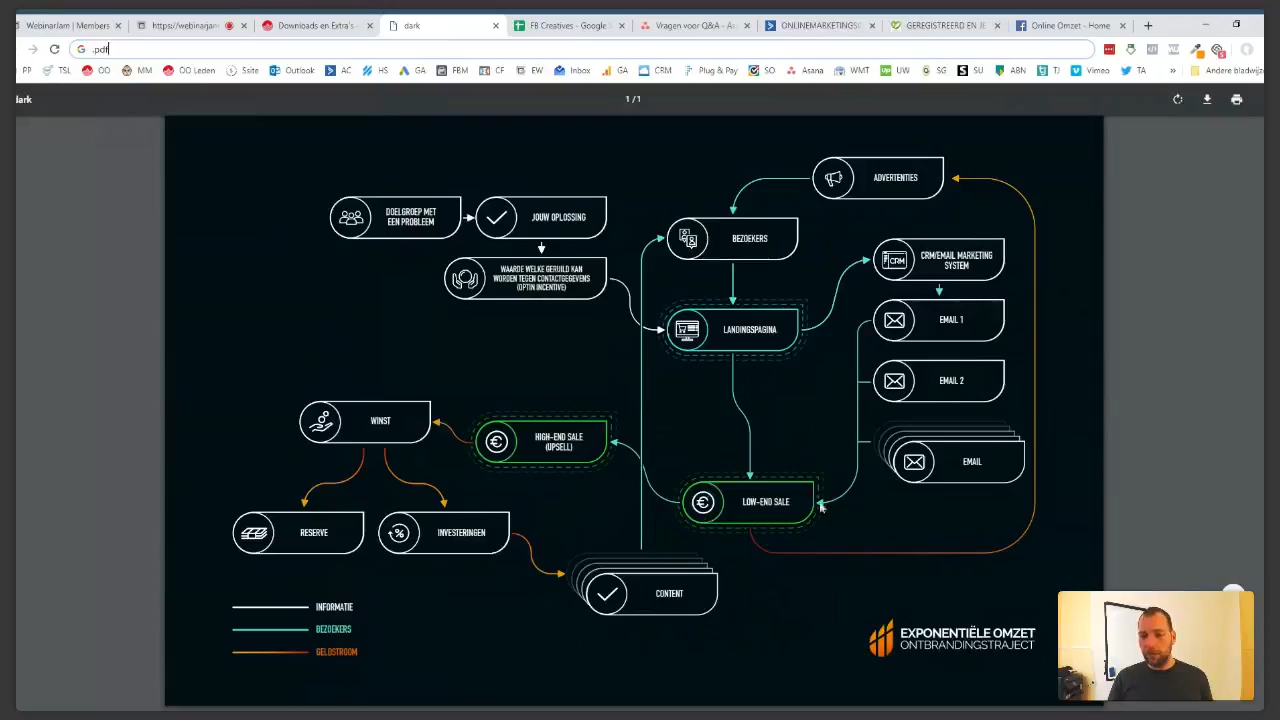 Webinarlam | Members
https://webinarjam
Downloads en Extra's -
dark
FB Creatives - Google S
Vragen voor Q&A - Asa
ONLINEMARKETINGS
GEREGISTREERD EN JE
Online Omzet - Home
.pdf
PP
TSL
OO
MM
OO Leden
Ssite
Outlook
AC
HS
GA
FBM
CF
EW
Inbox
GA
CRM
Plug & Pay
SO
Asana
WMT
UW
SG
SU
ABN
TJ
Vimeo
TA
»
Andere bladwijz
dark
1 / 1
ADVERTENTIES
DOELGROEP MET
EEN PROBLEEM
JOUW OPLOSSING
BEZOEKERS
WAARDE WELKE GERUILD KAN
WORDEN TEGEN CONTACTGEGEVENS
(OPTIN INCENTIVE)
CRM
CRM/EMAIL MARKETING
SYSTEM
LANDINGSPAGINA
EMAIL 1
EMAIL 2
WINST
HIGH-END SALE
(UPSELL)
EMAIL
LOW-END SALE
RESERVE
INVESTERINGEN
CONTENT
INFORMATIE
BEZOEKERS
GELDSTROOM
EXPONENTIËLE OMZET
ONTBRANDINGSTRAJECT